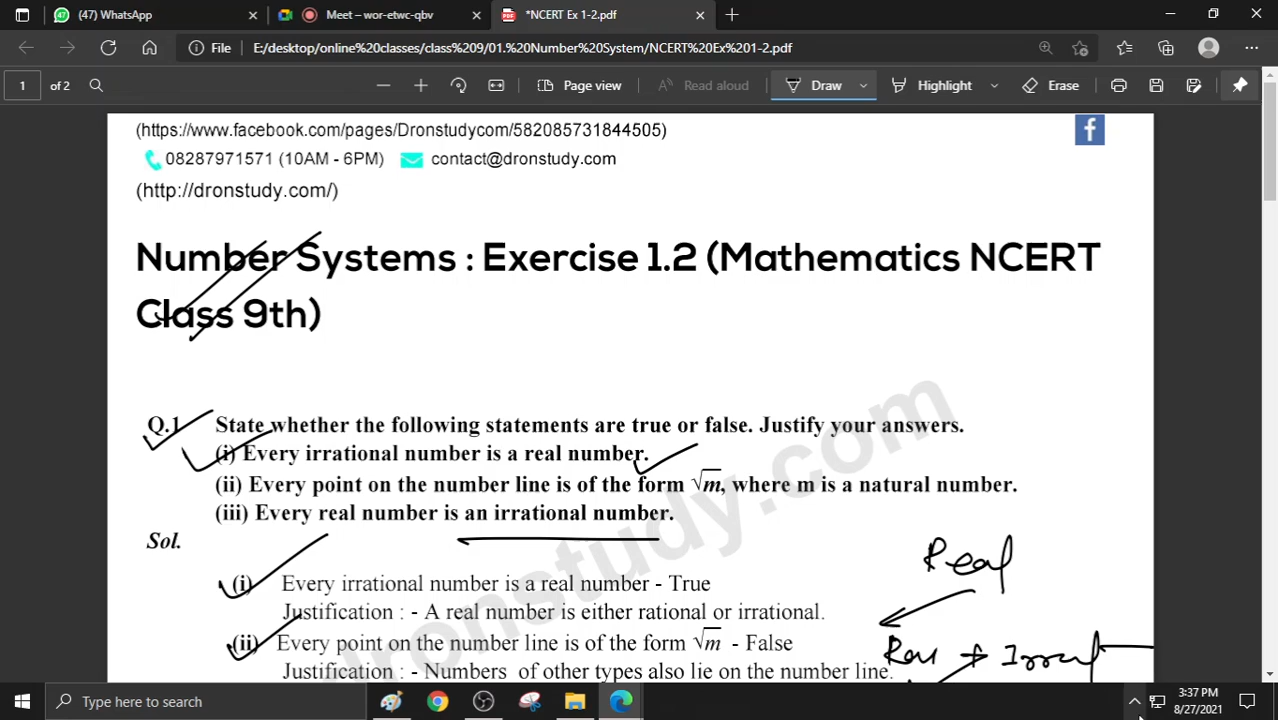 (47) WhatsApp
Meet – wor-etwc-qbv
*NCERT Ex 1-2.pdf
File
E:/desktop/online%20classes/class%209/01.%20Number%20System/NCERT%20Ex%201-2.pdf
1 of 2
Page view
Read aloud
Draw
Highlight
Erase
(https://www.facebook.com/pages/Dronstudycom/582085731844505)
08287971571 (10AM - 6PM) contact@dronstudy.com
(http://dronstudy.com/)
Number Systems : Exercise 1.2 (Mathematics NCERT
Class 9th)
Q.1 State whether the following statements are true or false. Justify your answers.
(i) Every irrational number is a real number.
(ii) Every point on the number line is of the form √m, where m is a natural number.
(iii) Every real number is an irrational number.
Sol.
(i) Every irrational number is a real number - True
Justification : - A real number is either rational or irrational.
(ii) Every point on the number line is of the form √m - False
Justification : - Numbers of other types also lie on the number line.
Real
Irrat
dronstudy.com
Type here to search
3:37 PM
8/27/2021